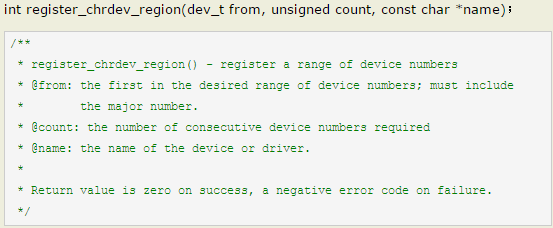 int register_chrdev_region(dev_t from, unsigned count, const char *name);
/**
 * register_chrdev_region() - register a range of device numbers
 * @from: the first in the desired range of device numbers; must include
 *        the major number.
 * @count: the number of consecutive device numbers required
 * @name: the name of the device or driver.
 *
 * Return value is zero on success, a negative error code on failure.
 */